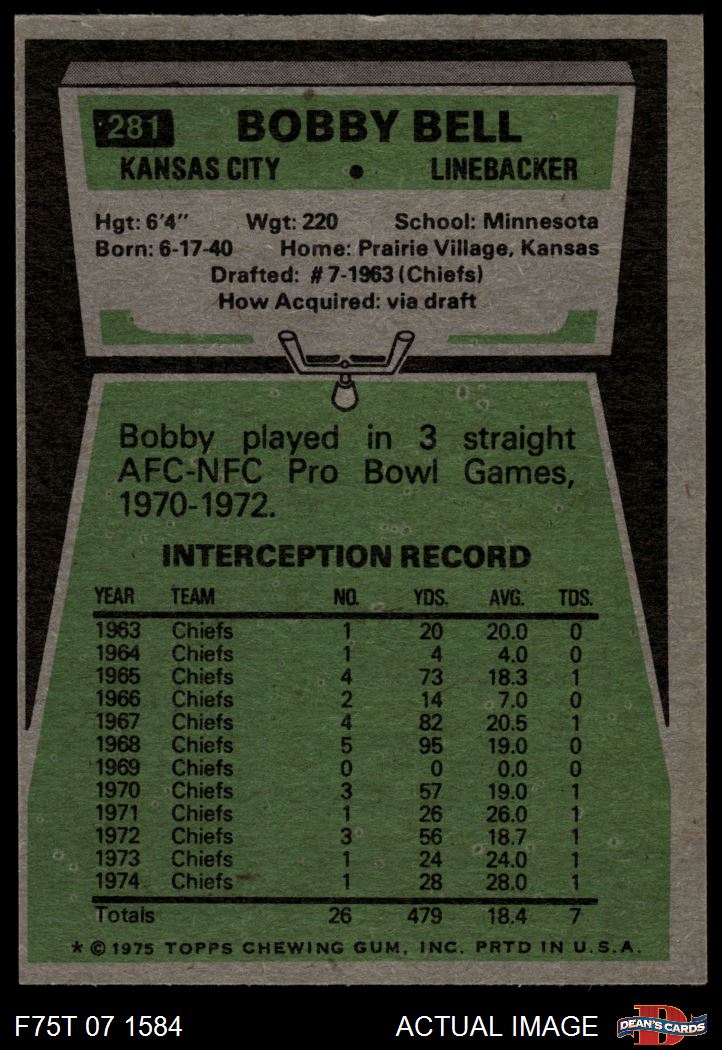 281 BOBBY BELL
KANSAS CITY • LINEBACKER
Hgt: 6'4" Wgt: 220 School: Minnesota
Born: 6-17-40 Home: Prairie Village, Kansas
Drafted: #7-1963 (Chiefs)
How Acquired: via draft
Bobby played in 3 straight
AFC-NFC Pro Bowl Games,
1970-1972.
INTERCEPTION RECORD
YEAR TEAM NO. YDS. AVG. TDS.
1963 Chiefs 1 20 20.0 0
1964 Chiefs 1 4 4.0 0
1965 Chiefs 4 73 18.3 1
1966 Chiefs 2 14 7.0 0
1967 Chiefs 4 82 20.5 1
1968 Chiefs 5 95 19.0 0
1969 Chiefs 0 0 0.0 0
1970 Chiefs 3 57 19.0 1
1971 Chiefs 1 26 26.0 1
1972 Chiefs 3 56 18.7 1
1973 Chiefs 1 24 24.0 1
1974 Chiefs 1 28 28.0 1
Totals 26 479 18.4 7
* © 1975 TOPPS CHEWING GUM, INC. PRTD IN U.S.A.
F75T 07 1584 ACTUAL IMAGE D DEAN'S CARDS